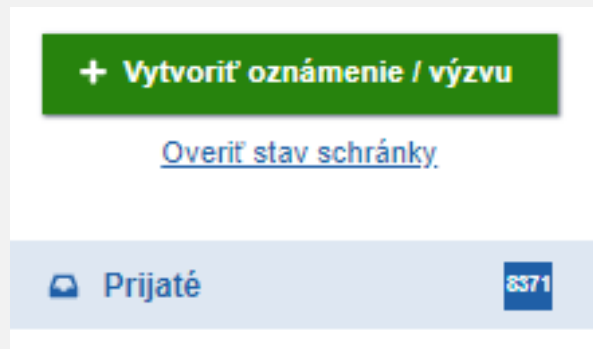 + Vytvoriť oznámenie / výzvu
Overiť stav schránky
Prijaté 8371